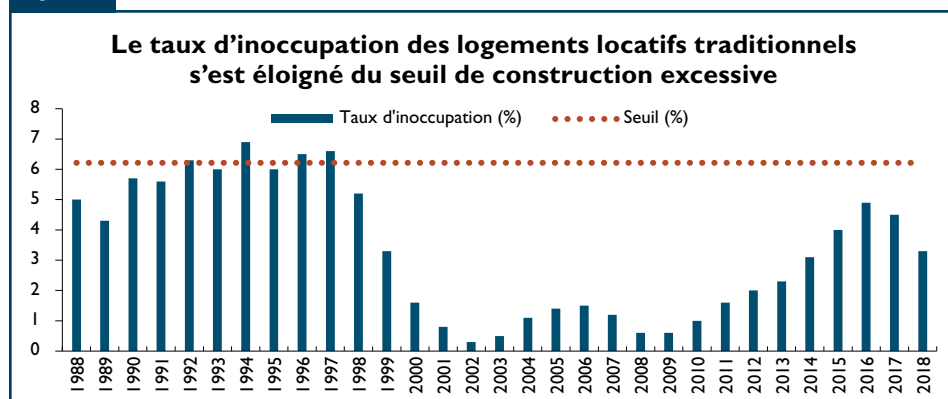 Le taux d'inoccupation des logements locatifs traditionnels
s'est éloigné du seuil de construction excessive
Taux d'inoccupation (%) Seuil (%)
8
7
6
5
4
3
2
1
0
1988 1989 1990 1991 1992 1993 1994 1995 1996 1997 1998 1999 2000 2001 2002 2003 2004 2005 2006 2007 2008 2009 2010 2011 2012 2013 2014 2015 2016 2017 2018